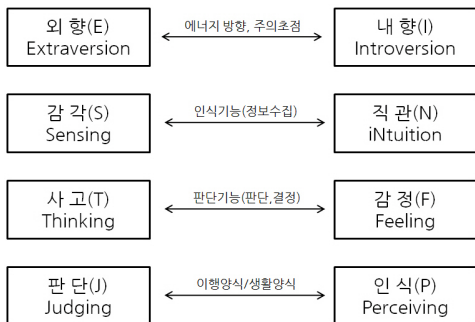 외 향(E)
Extraversion
에너지 방향, 주의초점
내 향(I)
Introversion
감 각(S)
Sensing
인식기능(정보수집)
직 관(N)
iNtuition
사 고(T)
Thinking
판단기능(판단,결정)
감 정(F)
Feeling
판 단(J)
Judging
이행양식/생활양식
인 식(P)
Perceiving